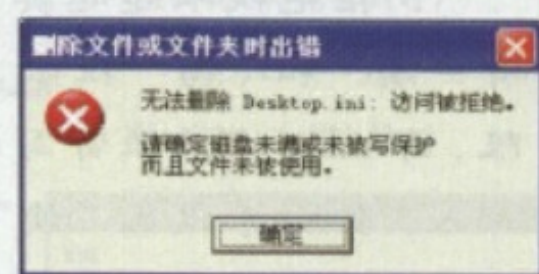 删除文件或文件夹时出错
无法删除 Desktop.ini: 访问被拒绝。
请确定磁盘未满或未被写保护
而且文件未被使用。
确定